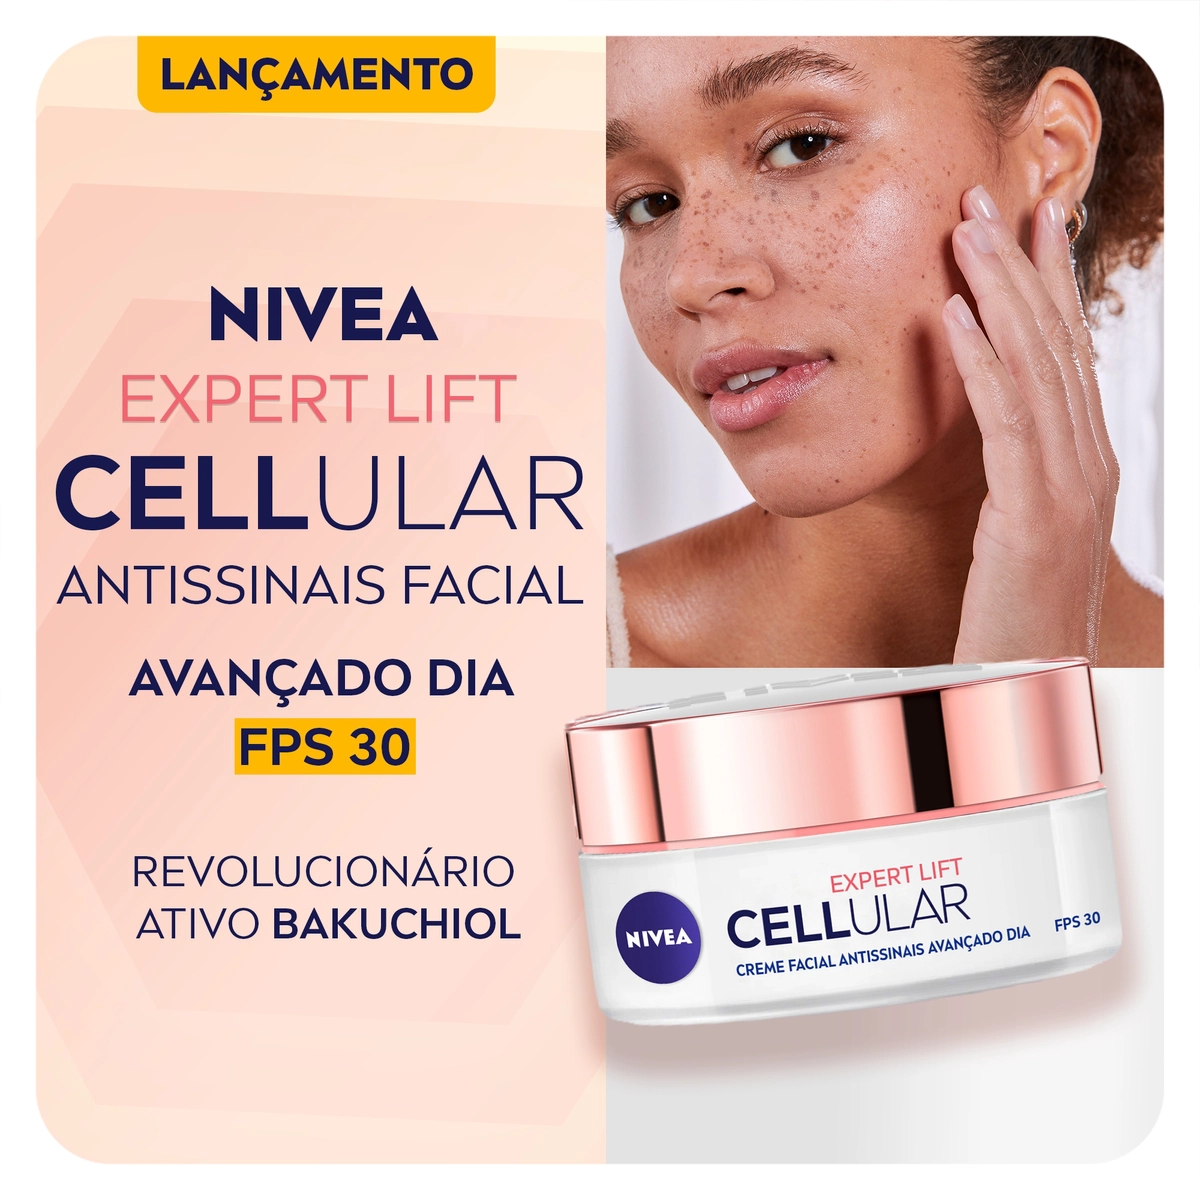 LANÇAMENTO
NIVEA
EXPERT LIFT
CELLULAR
ANTISSINAIS FACIAL
AVANÇADO DIA
FPS 30
REVOLUCIONÁRIO
ATIVO BAKUCHIOL
EXPERT LIFT
CELLULAR
NIVEA
CREME FACIAL ANTISSINAIS AVANÇADO DIA
FPS 30